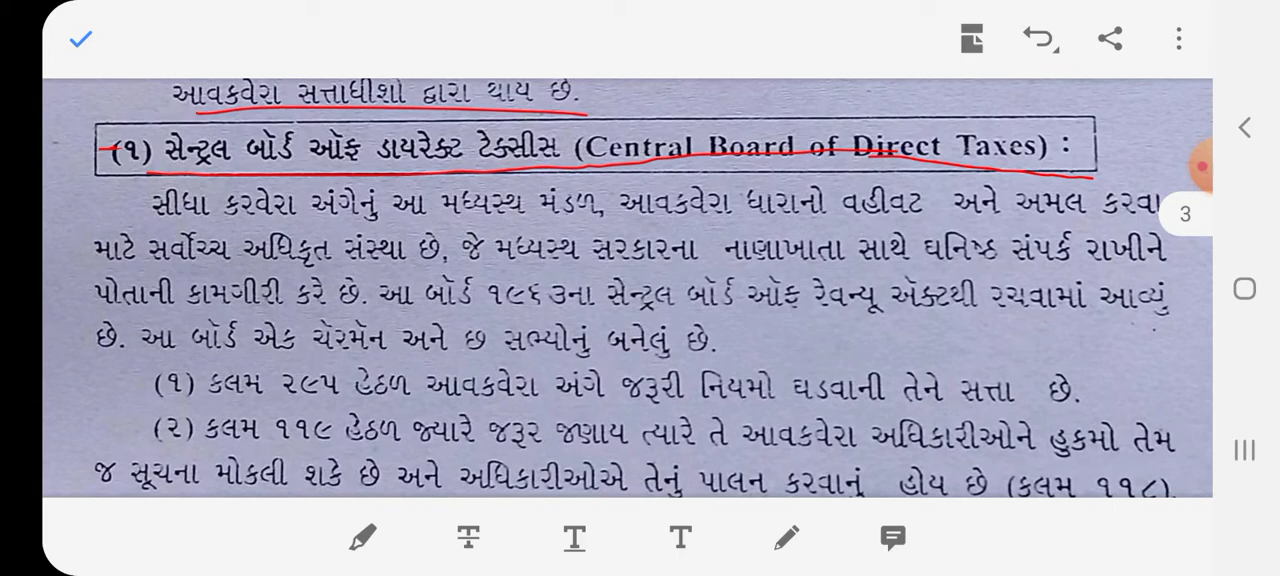 આવકવેરા સત્તાધીશો દ્વારા થાય છે.
(૧) સેન્ટ્રલ બૉર્ડ ઑફ ડાયરેક્ટ ટેક્સીસ (Central Board of Direct Taxes) :
3
સીધા કરવેરા અંગેનું આ મધ્યસ્થ મંડળ, આવકવેરા ધારાનો વહીવટ અને અમલ કરવા
માટે સર્વોચ્ચ અધિકૃત સંસ્થા છે, જે મધ્યસ્થ સરકારના નાણાખાતા સાથે ઘનિષ્ઠ સંપર્ક રાખીને
પોતાની કામગીરી કરે છે. આ બૉર્ડ ૧૯૬૩ના સેન્ટ્રલ બૉર્ડ ઑફ રેવન્યૂ ઍક્ટથી રચવામાં આવ્યું
છે. આ બૉર્ડ એક ચૅરમૅન અને છ સભ્યોનું બનેલું છે.
(૧) કલમ ૨૯૫ હેઠળ આવકવેરા અંગે જરૂરી નિયમો ઘડવાની તેને સત્તા છે.
(૨) કલમ ૧૧૯ હેઠળ જ્યારે જરૂર જણાય ત્યારે તે આવકવેરા અધિકારીઓને હુકમો તેમ
જ સૂચના મોકલી શકે છે અને અધિકારીઓએ તેનું પાલન કરવાનું હોય છે (કલમ ૧૧૮).